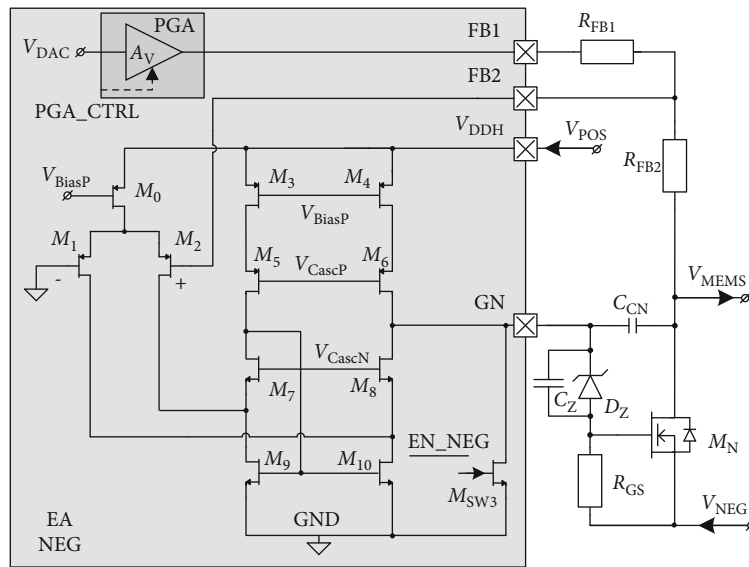 PGA
FB1
R_FB1
V_DAC
A_V
FB2
PGA_CTRL
V_DDH
V_POS
R_FB2
V_BiasP
M_0
M_3
M_4
V_BiasP
M_1
M_2
M_5
V_CascP
M_6
-
+
GN
V_MEMS
C_CN
V_CascN
M_7
M_8
C_Z
D_Z
M_N
EN_NEG
M_9
M_10
R_GS
M_SW3
V_NEG
EA
NEG
GND